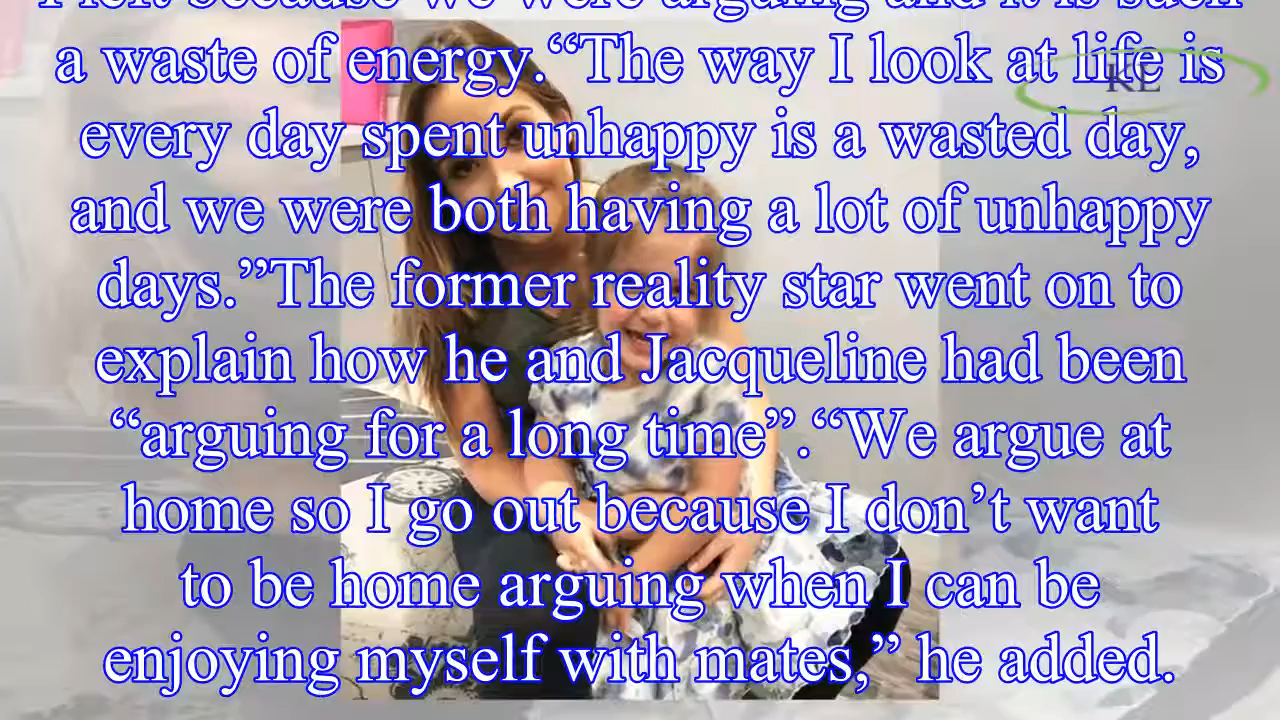 I left because we were arguing and it is such
a waste of energy.“The way I look at life is
every day spent unhappy is a wasted day,
and we were both having a lot of unhappy
days.”The former reality star went on to
explain how he and Jacqueline had been
“arguing for a long time”.“We argue at
home so I go out because I don’t want
to be home arguing when I can be
enjoying myself with mates,” he added.
KL